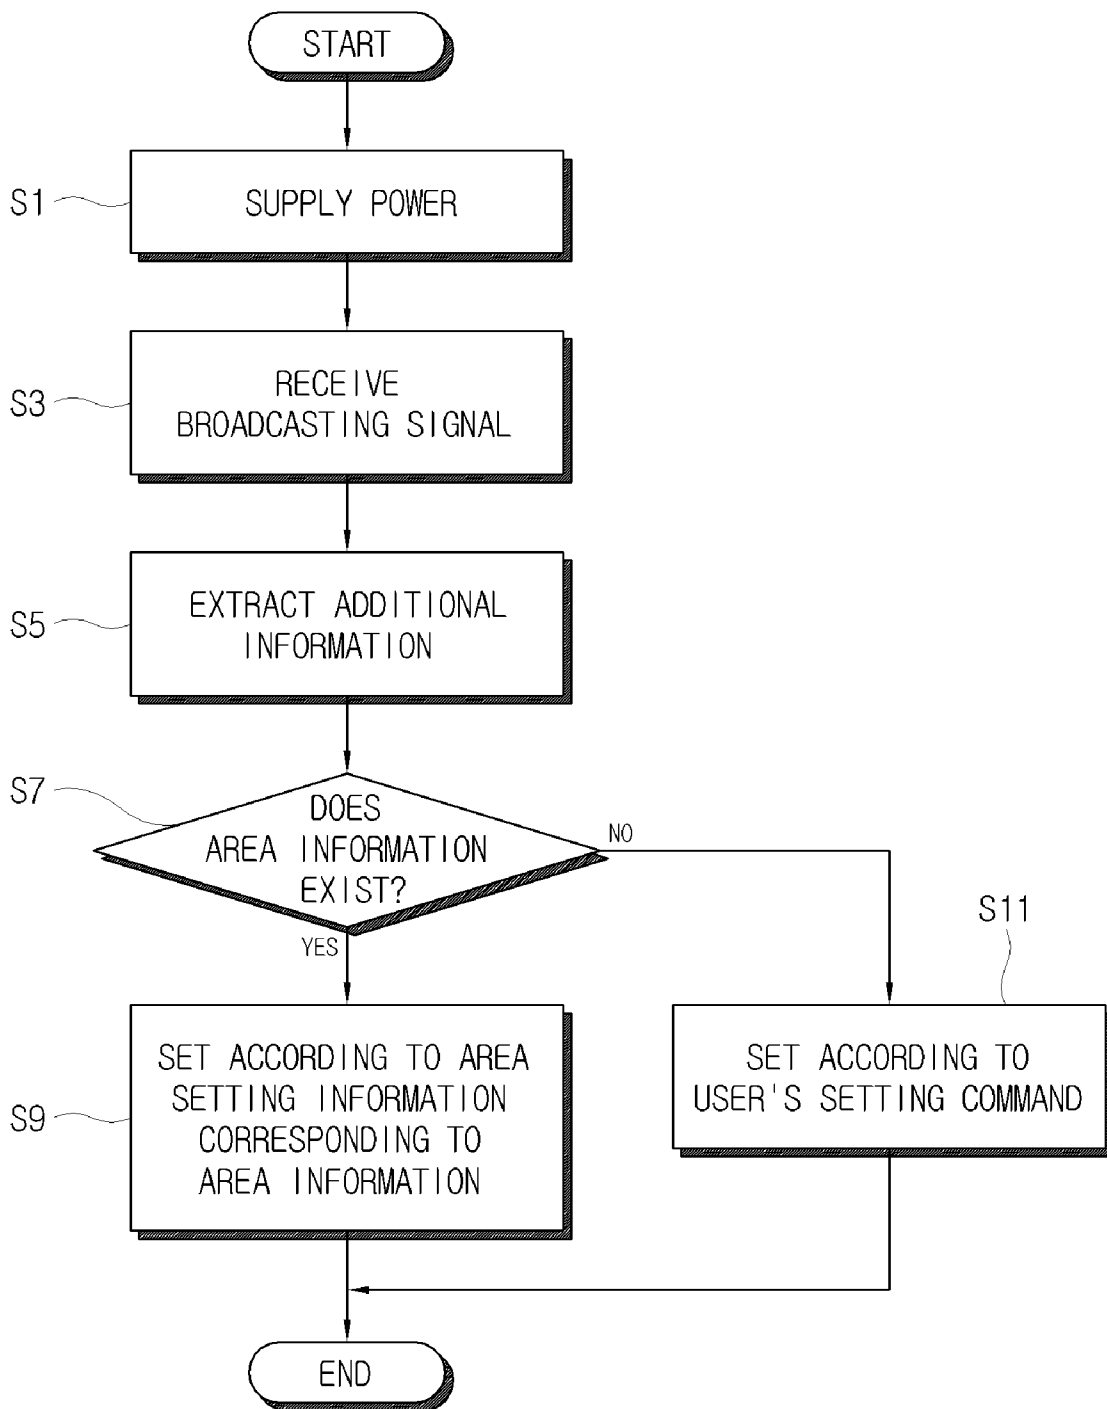 START
S1
SUPPLY POWER
S3
RECEIVE
BROADCASTING SIGNAL
S5
EXTRACT ADDITIONAL
INFORMATION
S7
DOES
AREA INFORMATION
EXIST?
NO
YES
S9
SET ACCORDING TO AREA
SETTING INFORMATION
CORRESPONDING TO
AREA INFORMATION
S11
SET ACCORDING TO
USER'S SETTING COMMAND
END